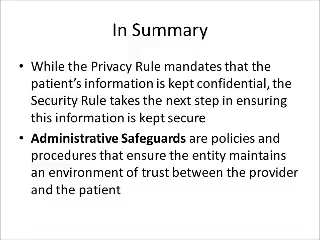 In Summary
• While the Privacy Rule mandates that the
patient's information is kept confidential, the
Security Rule takes the next step in ensuring
this information is kept secure
• Administrative Safeguards are policies and
procedures that ensure the entity maintains
an environment of trust between the provider
and the patient